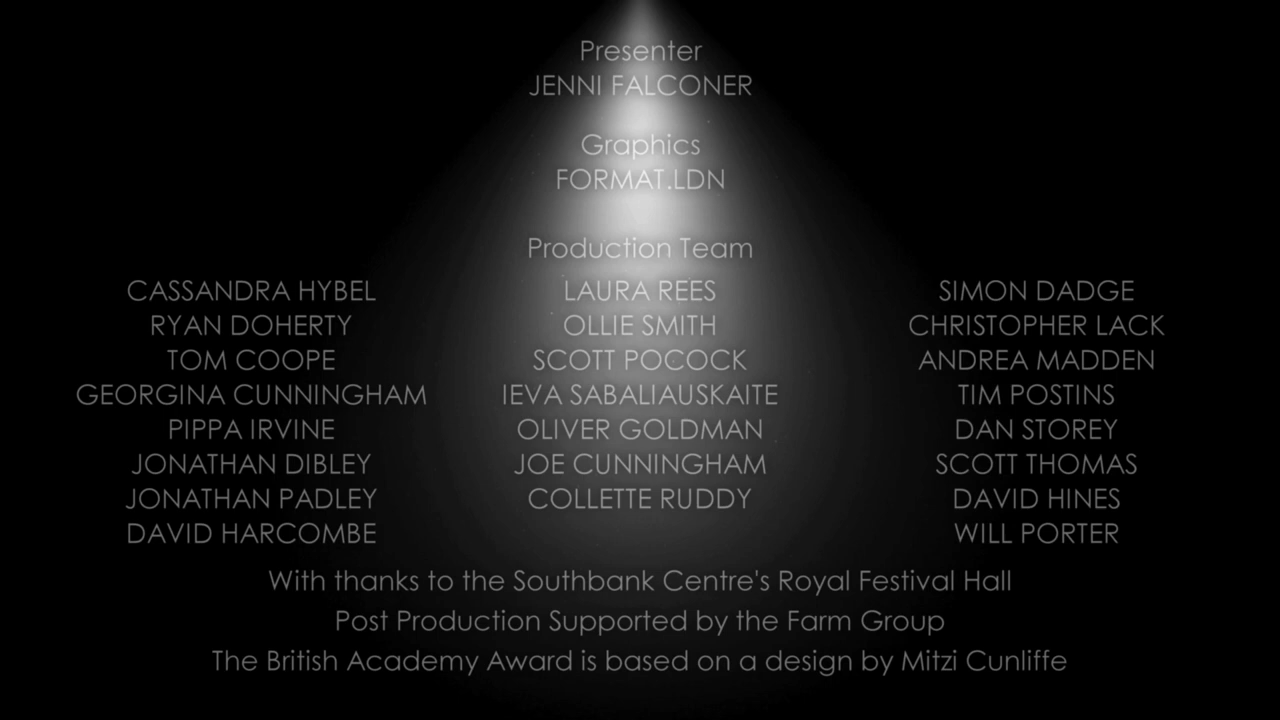 Presenter
JENNI FALCONER
Graphics
FORMAT.LDN
Production Team
CASSANDRA HYBEL
RYAN DOHERTY
TOM COOPE
GEORGINA CUNNINGHAM
PIPPA IRVINE
JONATHAN DIBLEY
JONATHAN PADLEY
DAVID HARCOMBE
LAURA REES
OLLIE SMITH
SCOTT POCOCK
IEVA SABALIAUSKAITE
OLIVER GOLDMAN
JOE CUNNINGHAM
COLLETTE RUDDY
SIMON DADGE
CHRISTOPHER LACK
ANDREA MADDEN
TIM POSTINS
DAN STOREY
SCOTT THOMAS
DAVID HINES
WILL PORTER
With thanks to the Southbank Centre's Royal Festival Hall
Post Production Supported by the Farm Group
The British Academy Award is based on a design by Mitzi Cunliffe